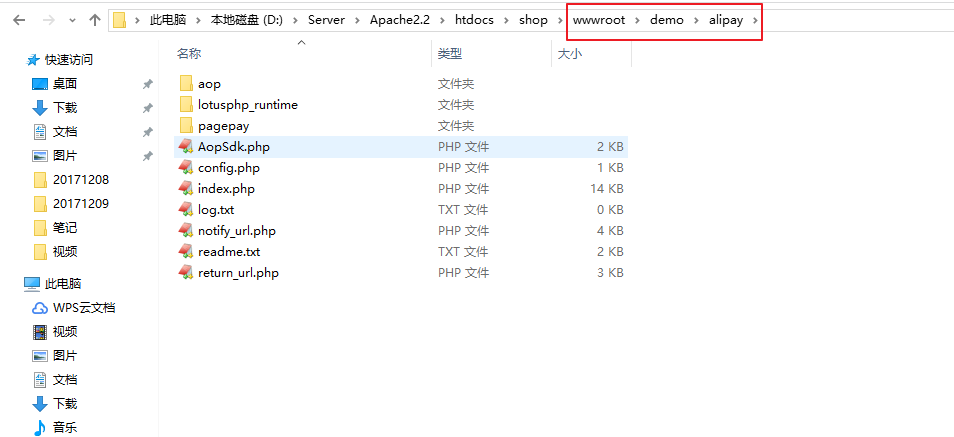 此电脑 › 本地磁盘 (D:) › Server › Apache2.2 › htdocs › shop › wwwroot › demo › alipay ›
名称 类型 大小
快速访问
桌面
下载
文档
图片
20171208
20171209
笔记
视频
此电脑
WPS云文档
视频
图片
文档
下载
音乐
aop 文件夹
lotusphp_runtime 文件夹
pagepay 文件夹
AopSdk.php PHP 文件 2 KB
config.php PHP 文件 1 KB
index.php PHP 文件 14 KB
log.txt TXT 文件 0 KB
notify_url.php PHP 文件 4 KB
readme.txt TXT 文件 2 KB
return_url.php PHP 文件 3 KB